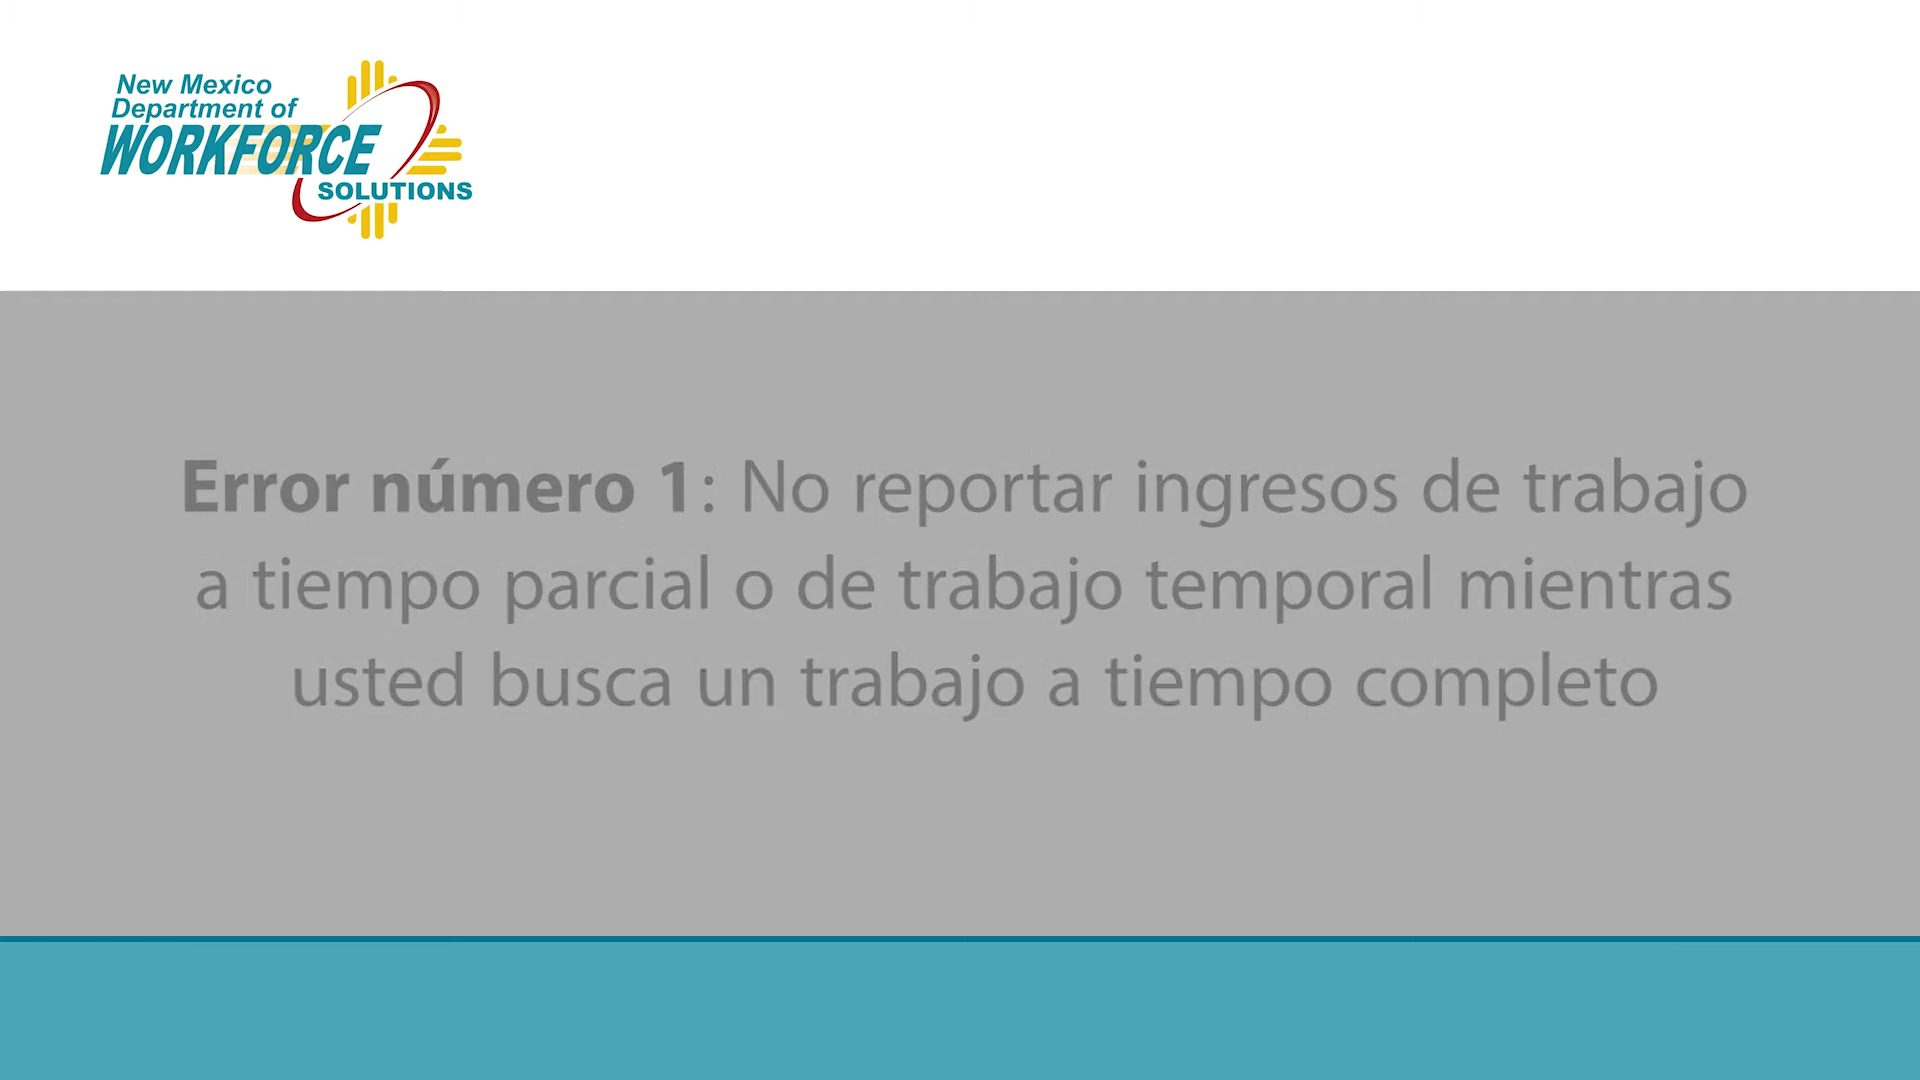 New Mexico
Department of
WORKFORCE
SOLUTIONS
Error número 1: No reportar ingresos de trabajo
a tiempo parcial o de trabajo temporal mientras
usted busca un trabajo a tiempo completo